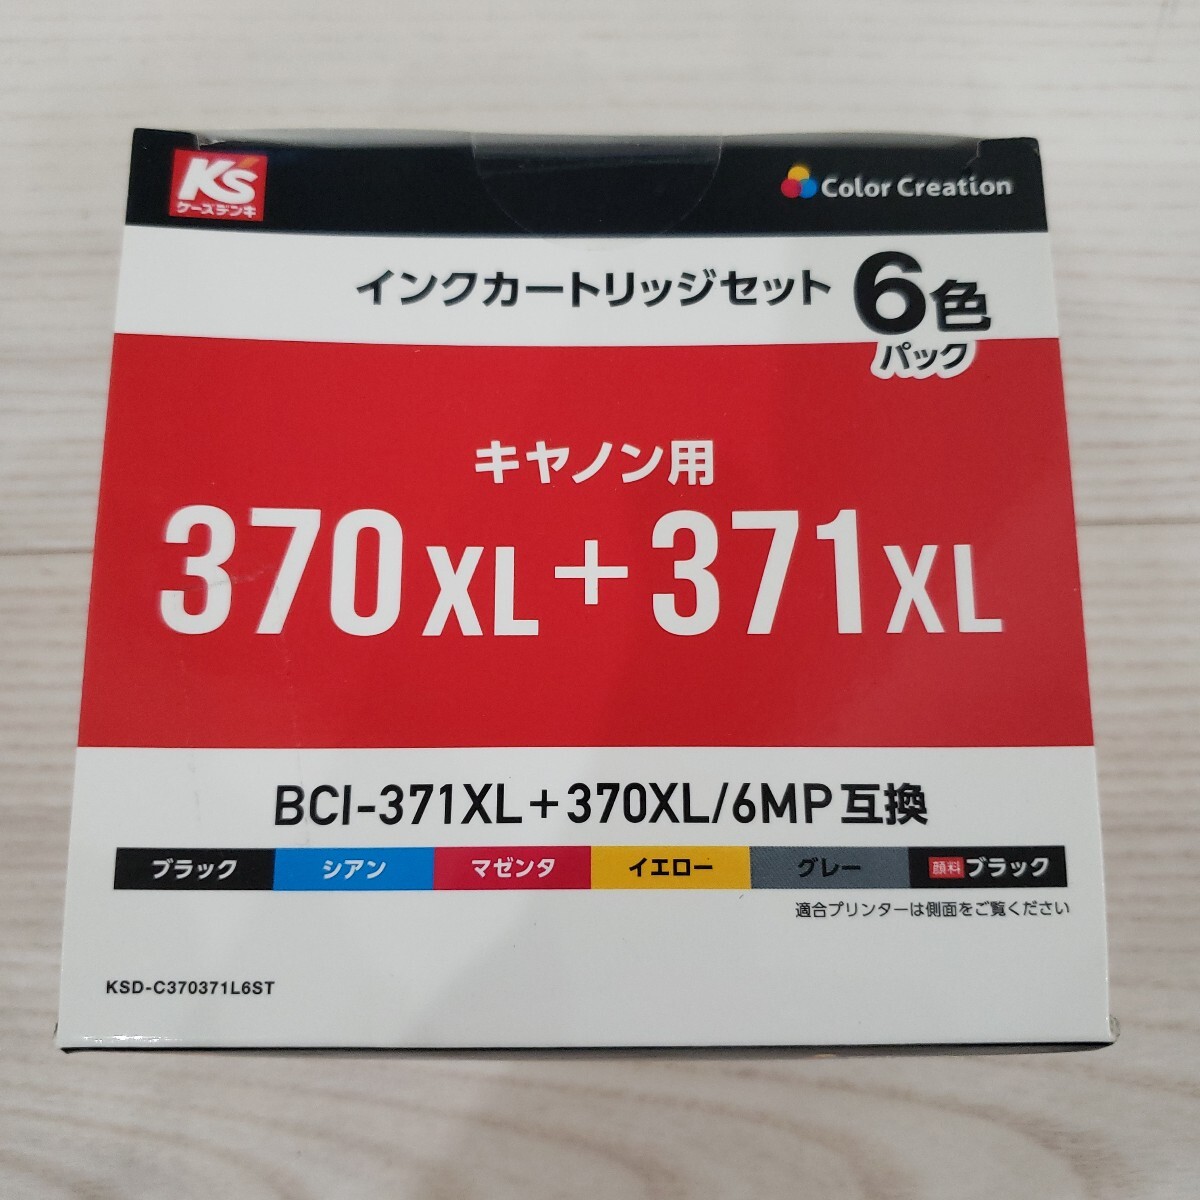 K's
ケーズデンキ
Color Creation
インクカートリッジセット 6色
パック
キヤノン用
370XL+371XL
BCI-371XL+370XL/6MP互換
ブラック シアン マゼンタ イエロー グレー 顔料 ブラック
適合プリンターは側面をご覧ください
KSD-C370371L6ST